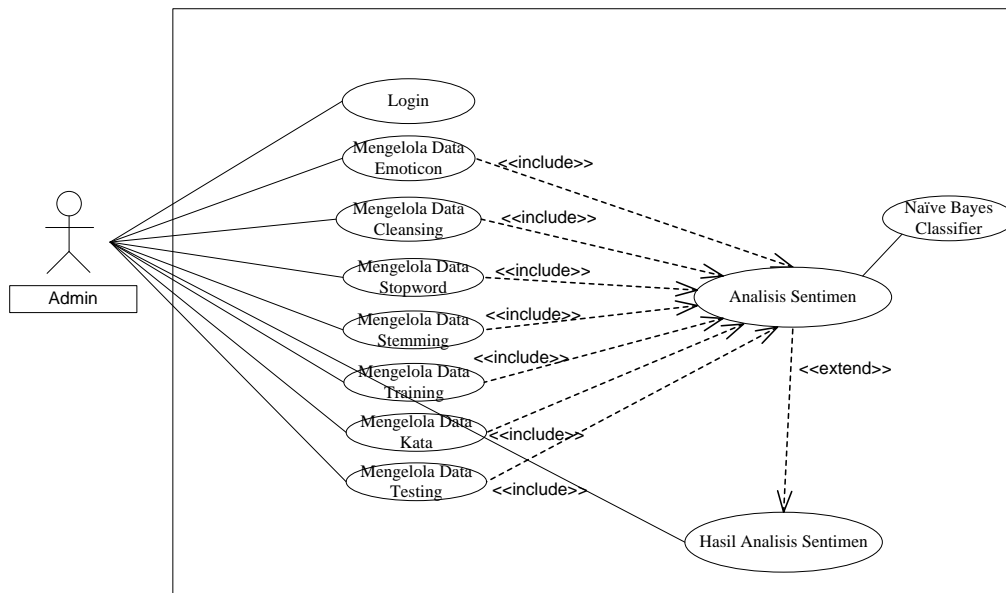 Login
Mengelola Data
Emoticon
<<include>>
Mengelola Data
Cleansing
<<include>>
Naïve Bayes
Classifier
Mengelola Data
Stopword
<<include>>
Analisis Sentimen
Admin
Mengelola Data
Stemming
<<include>>
Mengelola Data
Training
<<include>>
<<extend>>
Mengelola Data
Kata
<<include>>
Mengelola Data
Testing
<<include>>
Hasil Analisis Sentimen